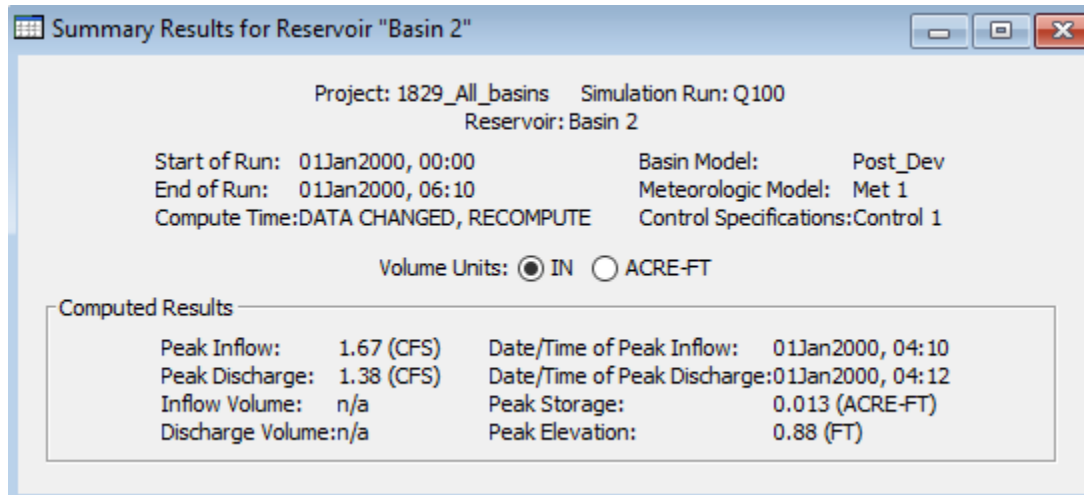 Summary Results for Reservoir "Basin 2"
Project: 1829_All_basins Simulation Run: Q100
Reservoir: Basin 2
Start of Run: 01Jan2000, 00:00 Basin Model: Post_Dev
End of Run: 01Jan2000, 06:10 Meteorologic Model: Met 1
Compute Time:DATA CHANGED, RECOMPUTE Control Specifications:Control 1
Volume Units: IN ACRE-FT
Computed Results
Peak Inflow: 1.67 (CFS) Date/Time of Peak Inflow: 01Jan2000, 04:10
Peak Discharge: 1.38 (CFS) Date/Time of Peak Discharge:01Jan2000, 04:12
Inflow Volume: n/a Peak Storage: 0.013 (ACRE-FT)
Discharge Volume:n/a Peak Elevation: 0.88 (FT)